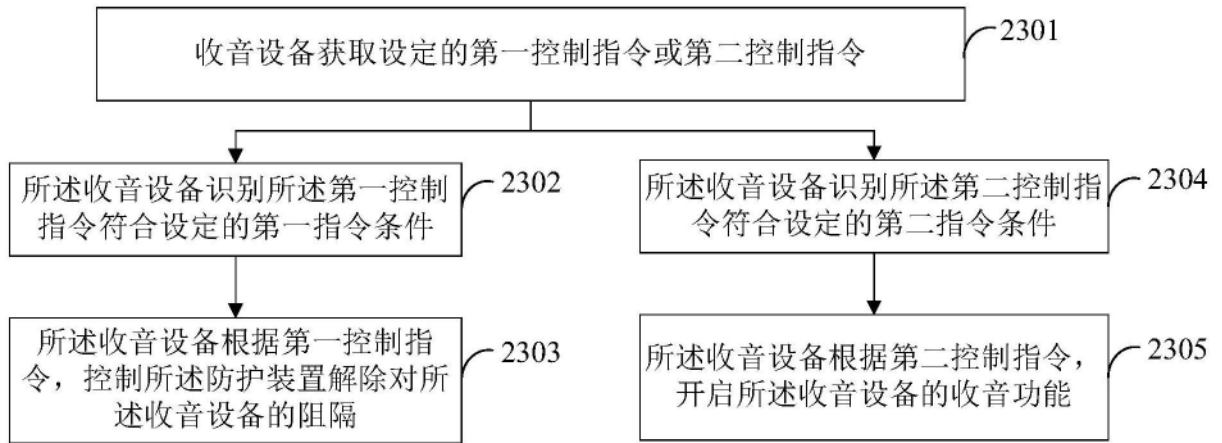 收音设备获取设定的第一控制指令或第二控制指令
2301
所述收音设备识别所述第一控制
指令符合设定的第一指令条件
2302
所述收音设备识别所述第二控制指
令符合设定的第二指令条件
2304
所述收音设备根据第一控制指
令，控制所述防护装置解除对所
述收音设备的阻隔
2303
所述收音设备根据第二控制指令，
开启所述收音设备的收音功能
2305